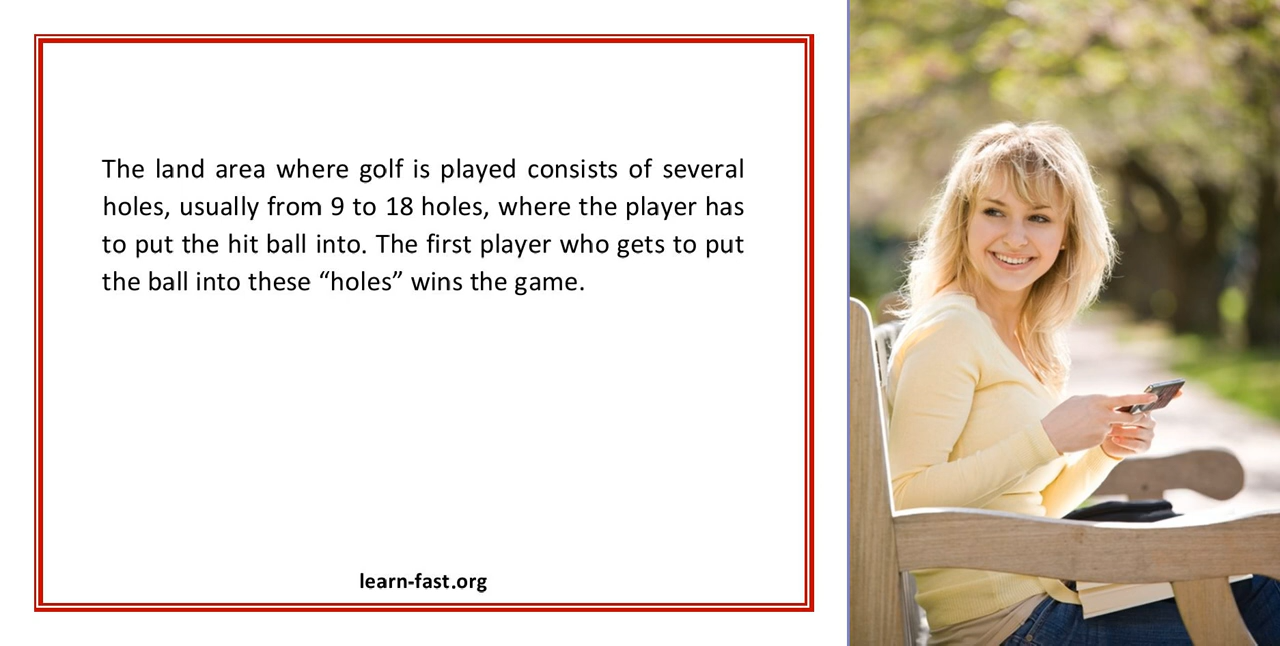 The land area where golf is played consists of several
holes, usually from 9 to 18 holes, where the player has
to put the hit ball into. The first player who gets to put
the ball into these “holes” wins the game.
learn-fast.org